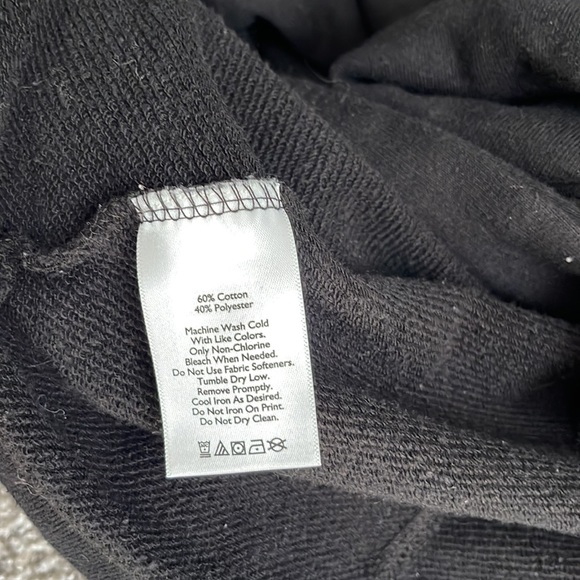 60% Cotton
40% Polyester
Machine Wash Cold
With Like Colors.
Only Non-Chlorine
Bleach When Needed.
Do Not Use Fabric Softeners.
Tumble Dry Low.
Remove Promptly.
Cool Iron As Desired.
Do Not Iron On Print.
Do Not Dry Clean.